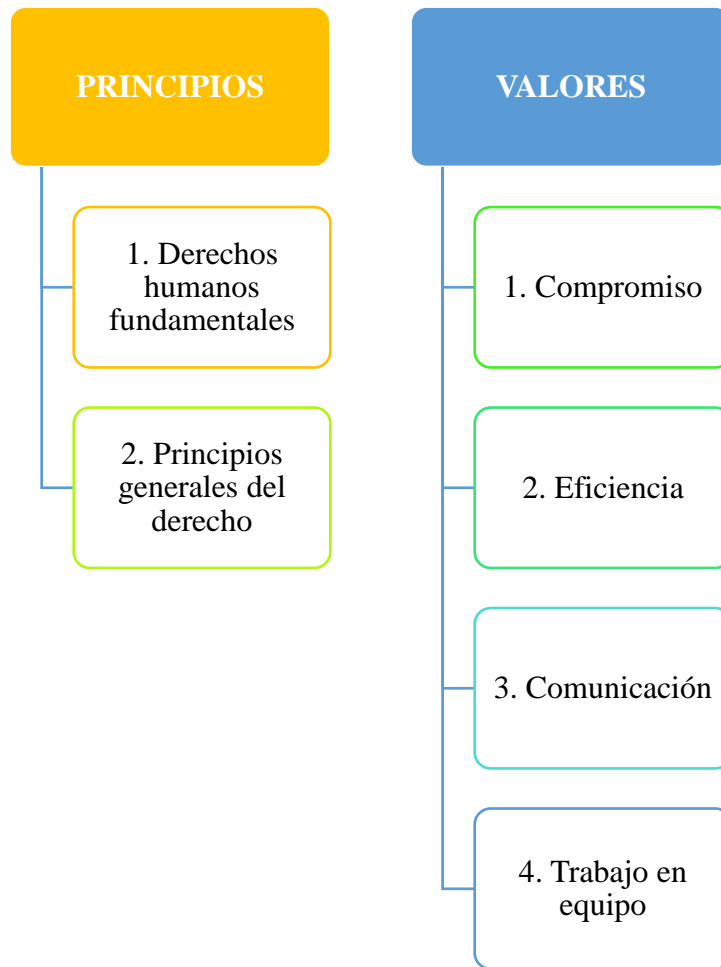 PRINCIPIOS
1. Derechos
humanos
fundamentales
2. Principios
generales del
derecho
VALORES
1. Compromiso
2. Eficiencia
3. Comunicación
4. Trabajo en
equipo